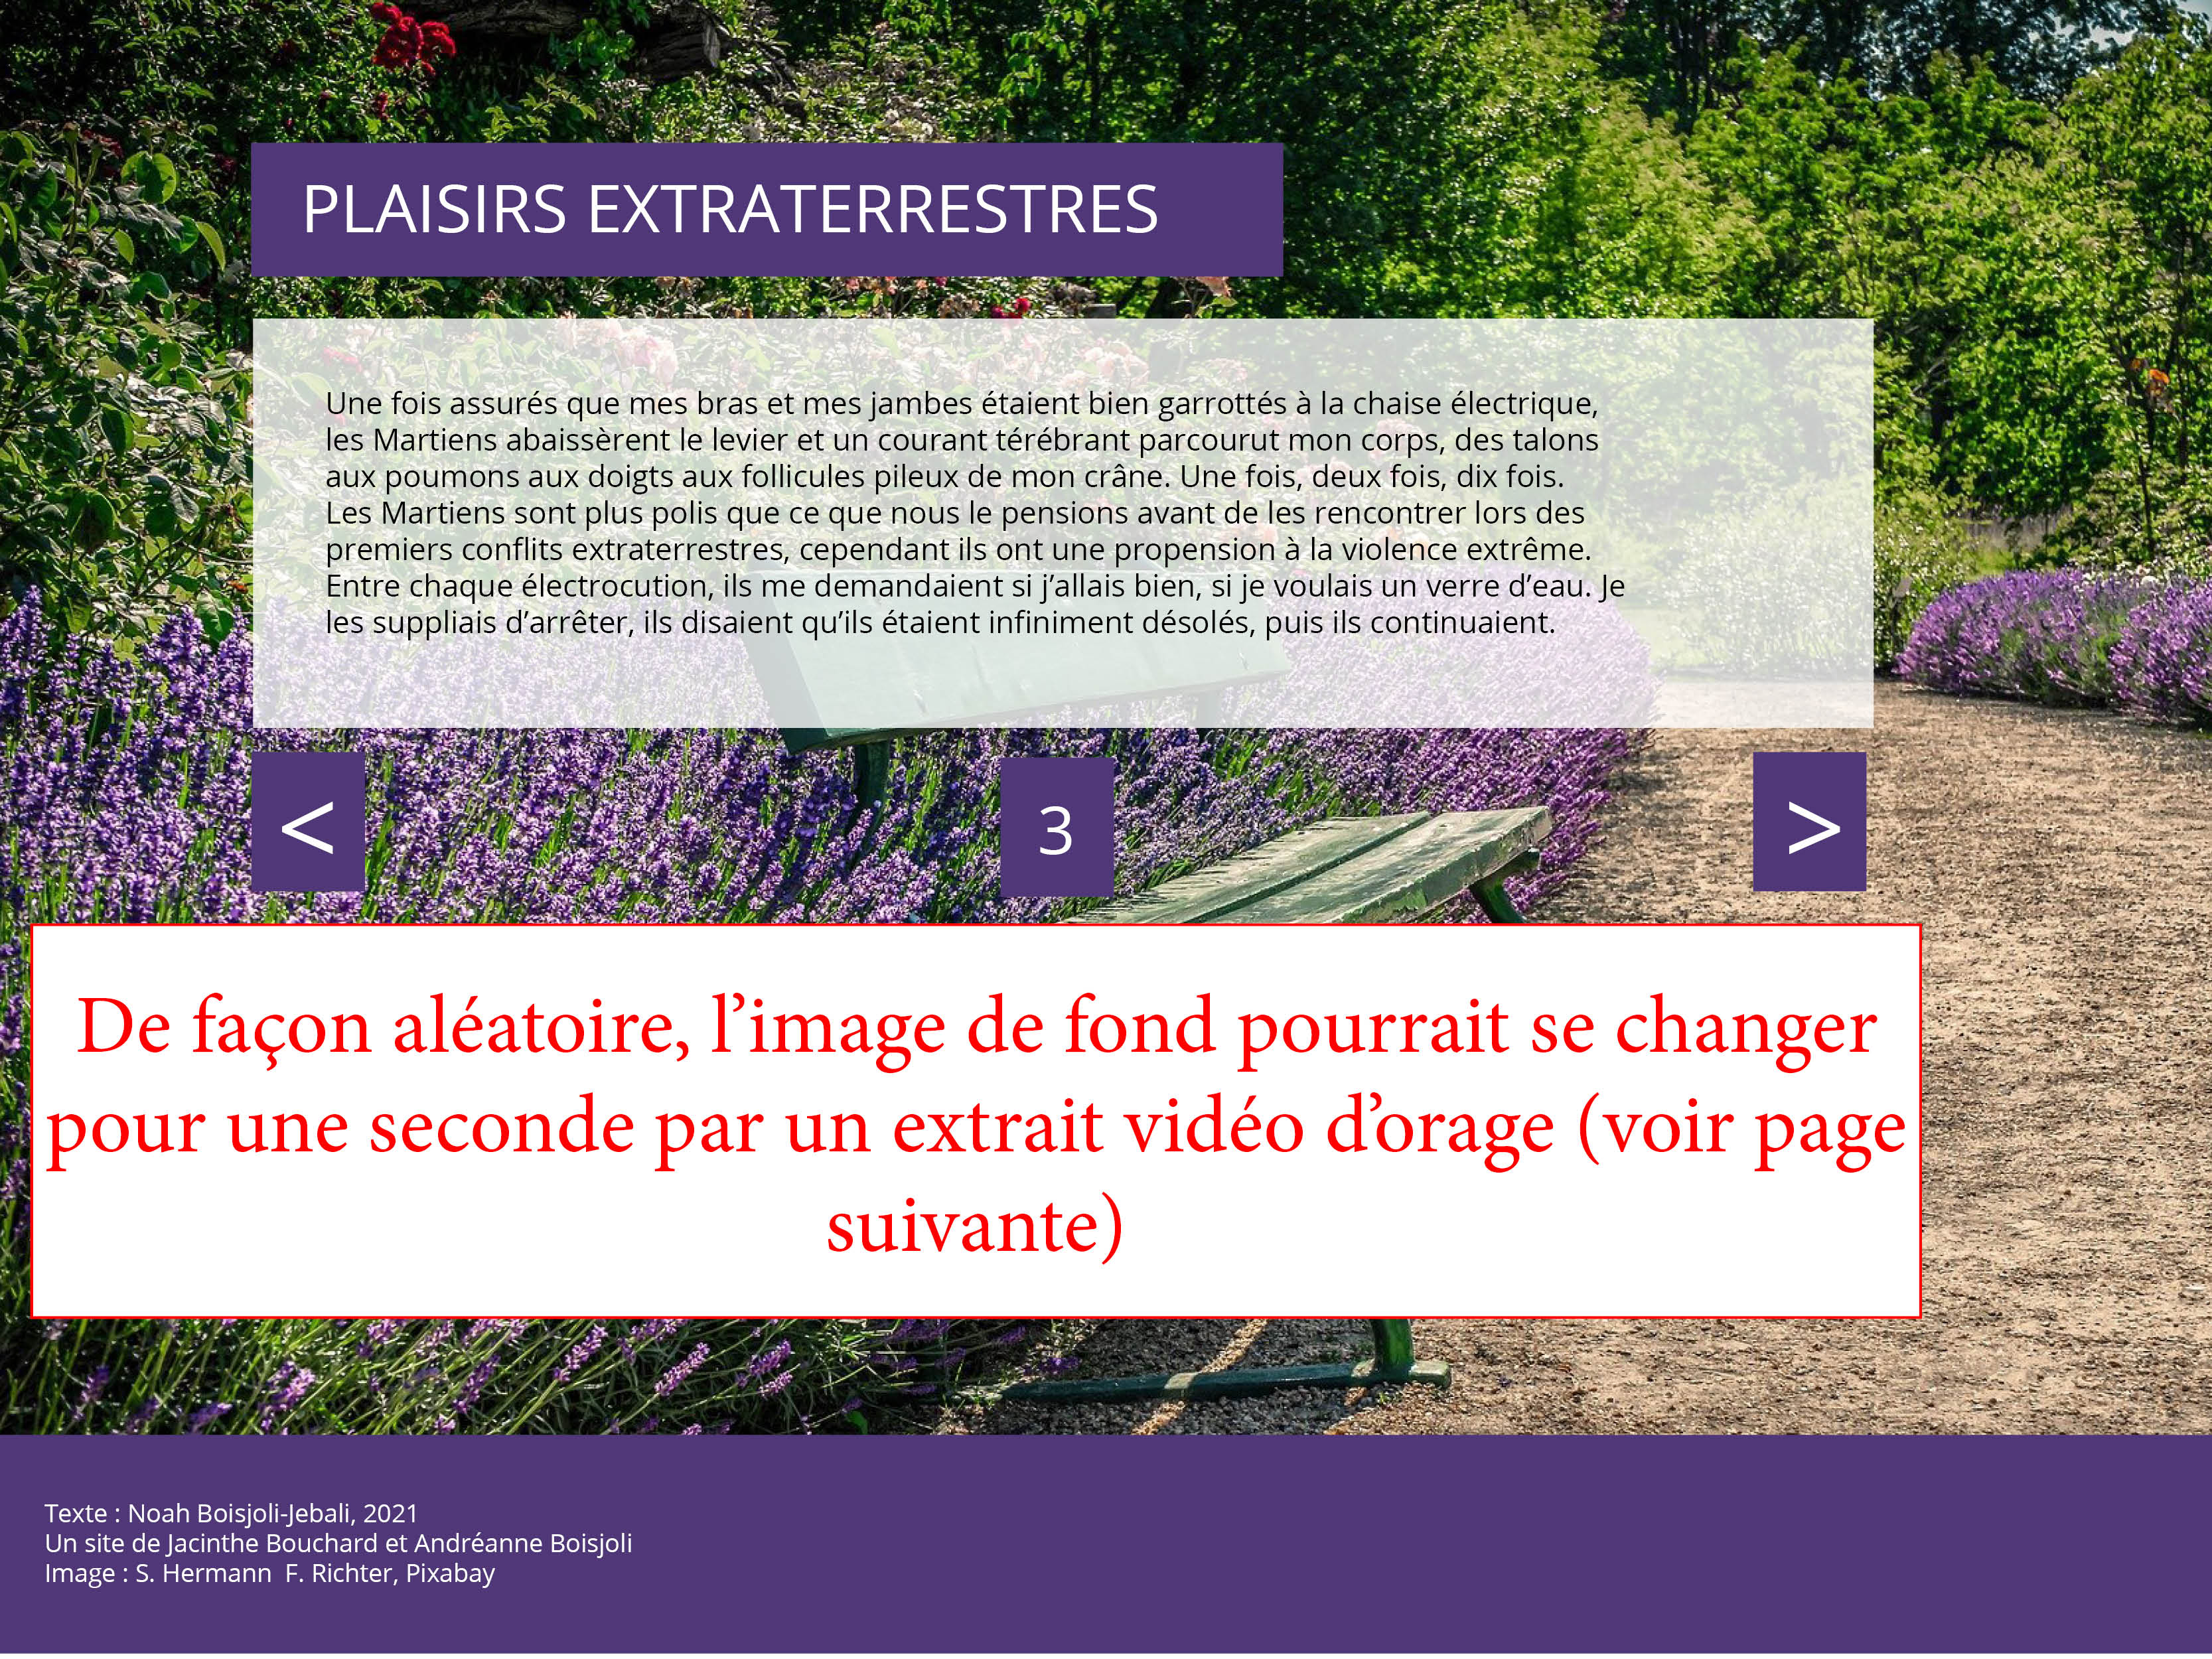 PLAISIRS EXTRATERRESTRES
Une fois assurés que mes bras et mes jambes étaient bien garrottés à la chaise électrique,
les Martiens abaissèrent le levier et un courant térébrant parcourut mon corps, des talons
aux poumons aux doigts aux follicules pileux de mon crâne. Une fois, deux fois, dix fois.
Les Martiens sont plus polis que ce que nous le pensions avant de les rencontrer lors des
premiers conflits extraterrestres, cependant ils ont une propension à la violence extrême.
Entre chaque électrocution, ils me demandaient si j’allais bien, si je voulais un verre d’eau. Je
les suppliais d’arrêter, ils disaient qu’ils étaient infiniment désolés, puis ils continuaient.
< 3 >
De façon aléatoire, l’image de fond pourrait se changer
pour une seconde par un extrait vidéo d’orage (voir page
suivante)
Texte : Noah Boisjoli-Jebali, 2021
Un site de Jacinthe Bouchard et Andréanne Boisjoli
Image : S. Hermann  F. Richter, Pixabay